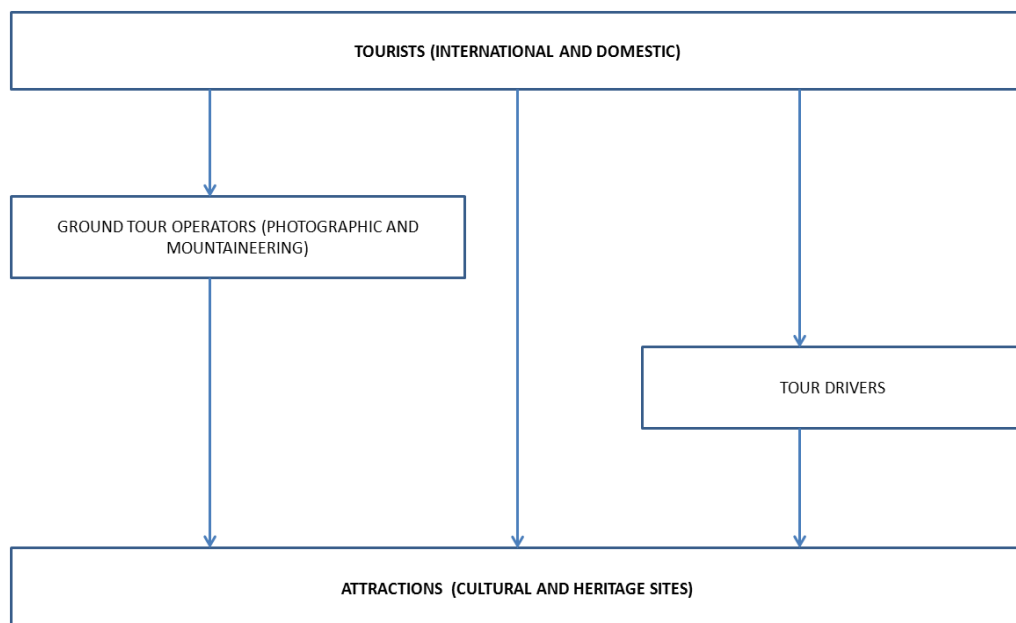 TOURISTS (INTERNATIONAL AND DOMESTIC)
GROUND TOUR OPERATORS (PHOTOGRAPHIC AND
MOUNTAINEERING)
TOUR DRIVERS
ATTRACTIONS  (CULTURAL AND HERITAGE SITES)